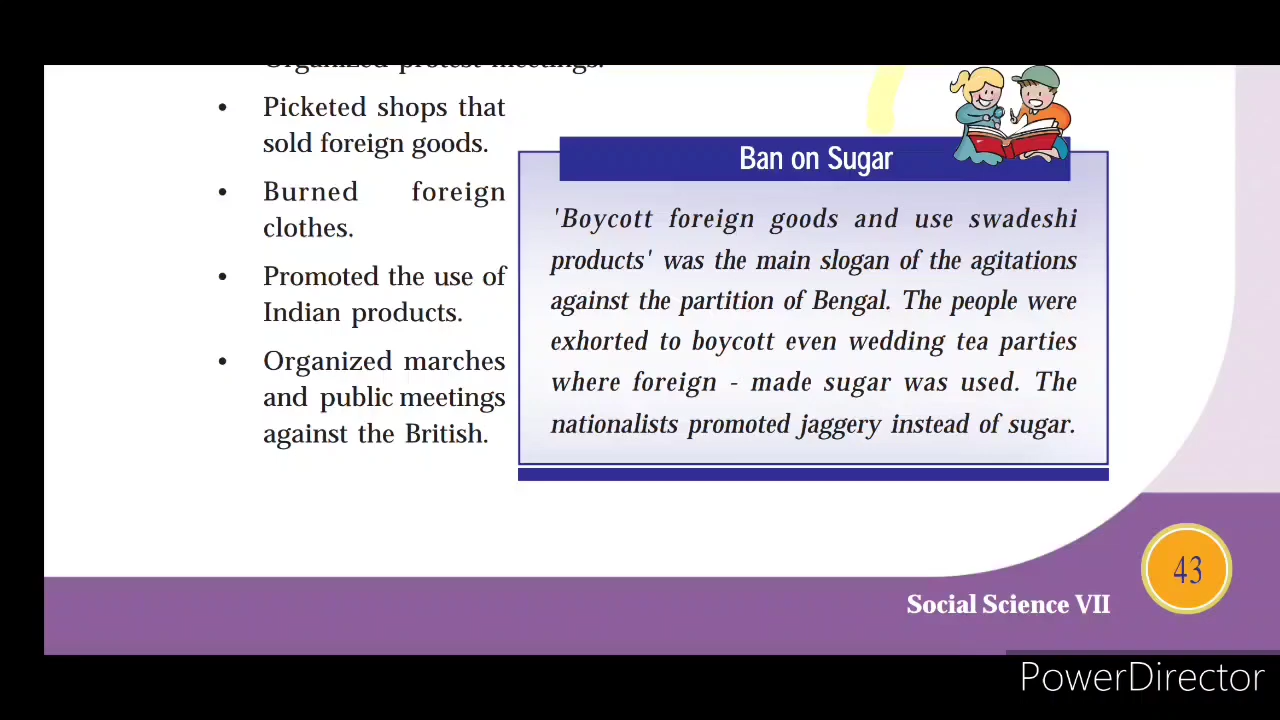 Organized protest meetings.
• Picketed shops that
sold foreign goods.
• Burned foreign
clothes.
• Promoted the use of
Indian products.
• Organized marches
and public meetings
against the British.
Ban on Sugar
'Boycott foreign goods and use swadeshi
products' was the main slogan of the agitations
against the partition of Bengal. The people were
exhorted to boycott even wedding tea parties
where foreign - made sugar was used. The
nationalists promoted jaggery instead of sugar.
43
Social Science VII
PowerDirector